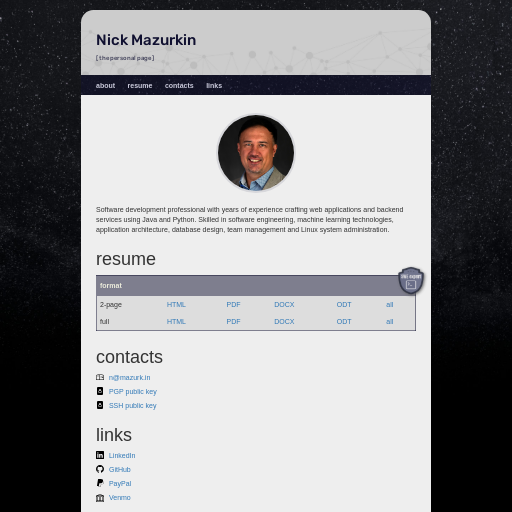 Nick Mazurkin
[the personal page]
about resume contacts links
Software development professional with years of experience crafting web applications and backend
services using Java and Python. Skilled in software engineering, machine learning technologies,
application architecture, database design, team management and Linux system administration.
resume
format
2-page HTML PDF DOCX ODT all
full HTML PDF DOCX ODT all
contacts
n@mazurk.in
PGP public key
SSH public key
links
LinkedIn
GitHub
PayPal
Venmo